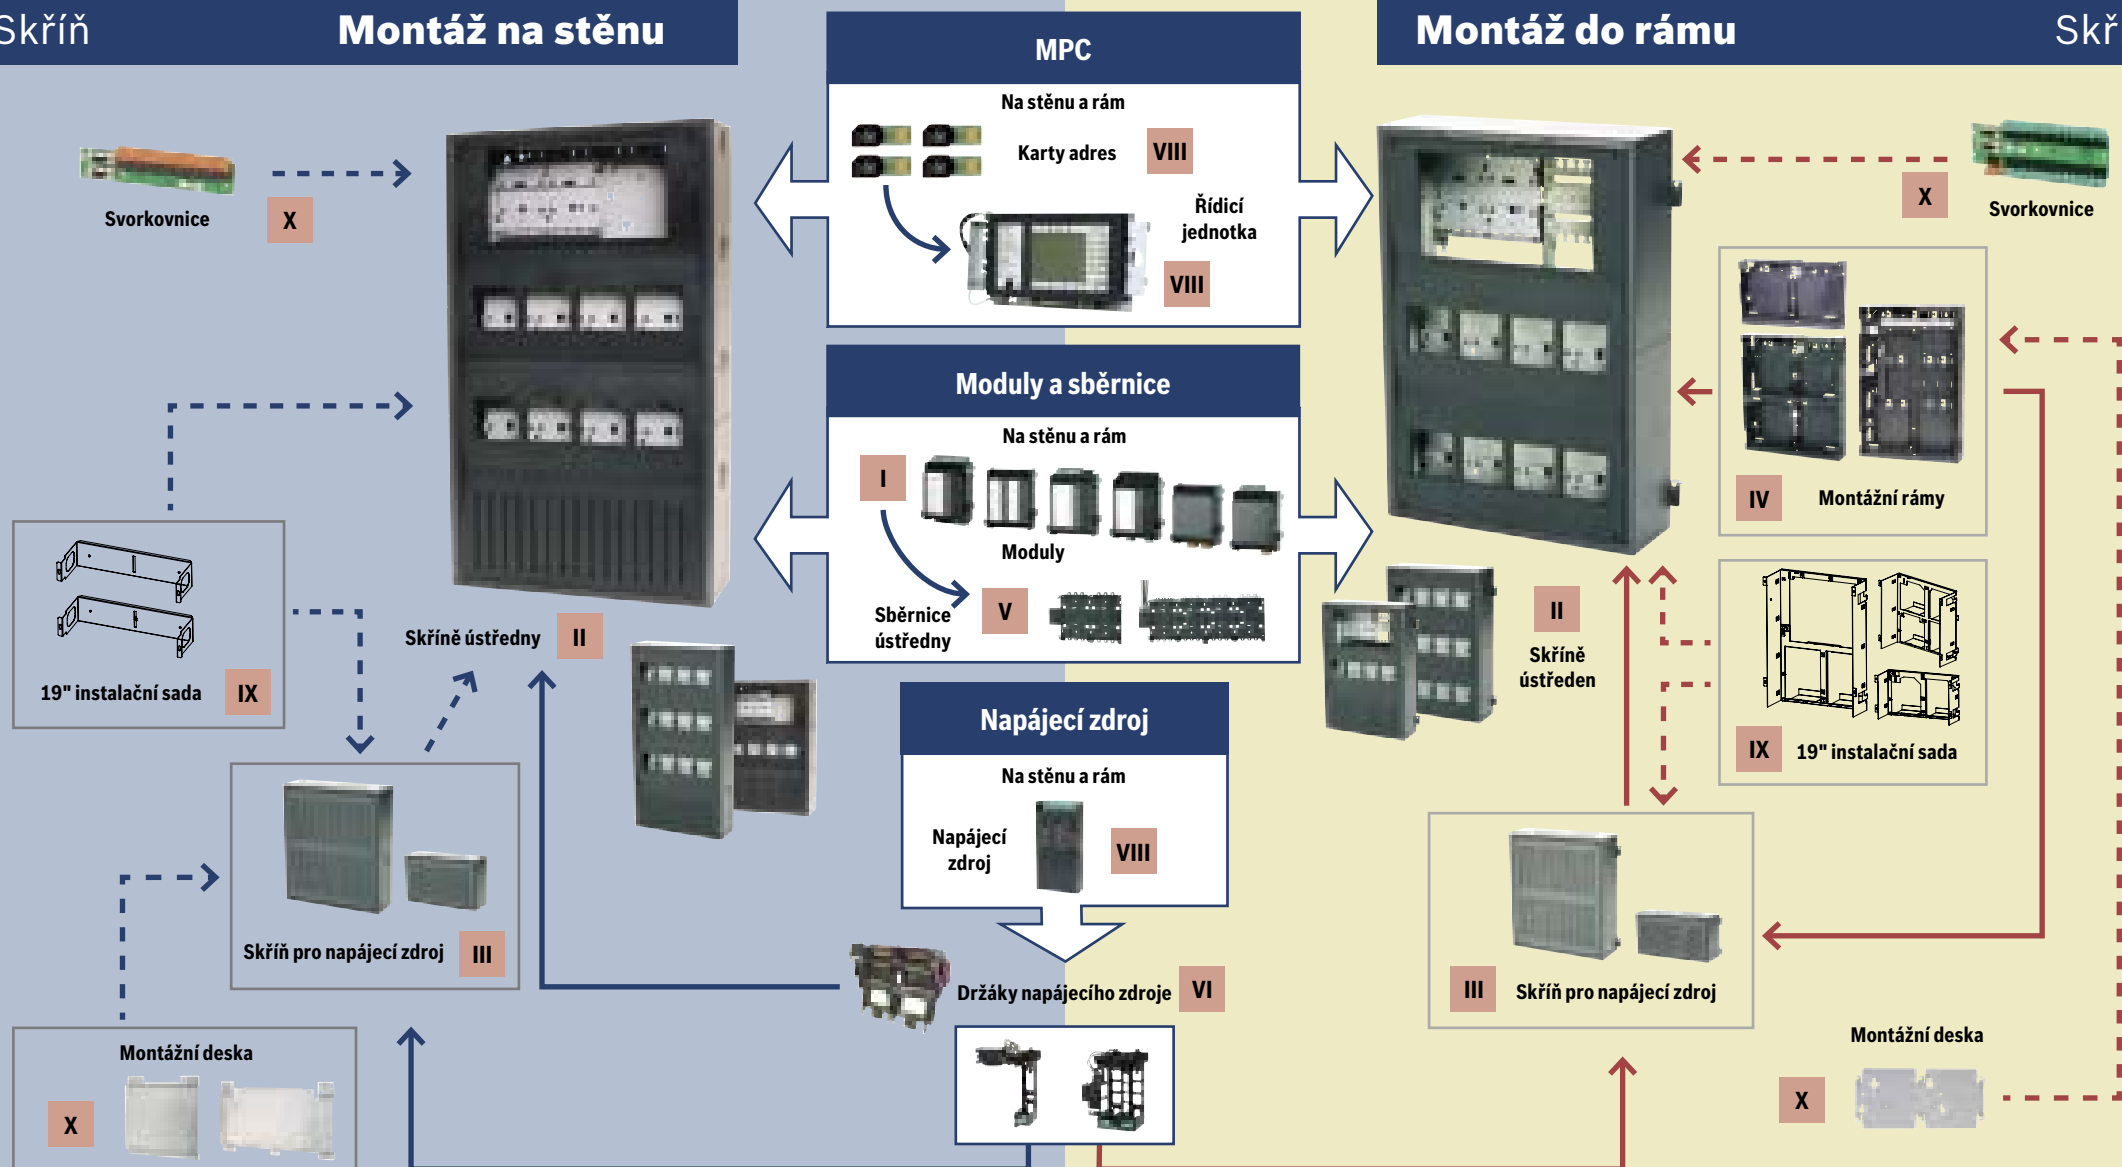 Skříň
Montáž na stěnu
Svorkovnice
X
19" instalační sada
IX
Skříně ústředny
II
Skříň pro napájecí zdroj
III
Montážní deska
X
MPC
Na stěnu a rám
Karty adres
VIII
Řídicí
jednotka
VIII
Moduly a sběrnice
Na stěnu a rám
I
Moduly
Sběrnice
ústředny
V
Napájecí zdroj
Na stěnu a rám
Napájecí
zdroj
VIII
Držáky napájecího zdroje
VI
Montáž do rámu
Skř
X
Svorkovnice
IV
Montážní rámy
II
Skříně
ústředen
IX
19" instalační sada
III
Skříň pro napájecí zdroj
Montážní deska
X